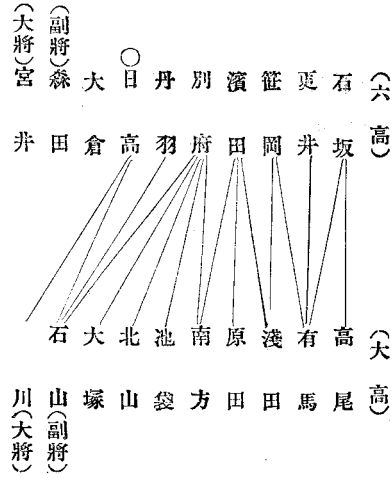 (六高)
石坂
更井
笹岡
濱田
別府
丹羽
○日高
大倉
(副將)森田
(大將)宮井
(大高)
高尾
有馬
淺田
原田
南方
池袋
北山
大塚
石山(副將)
川(大將)